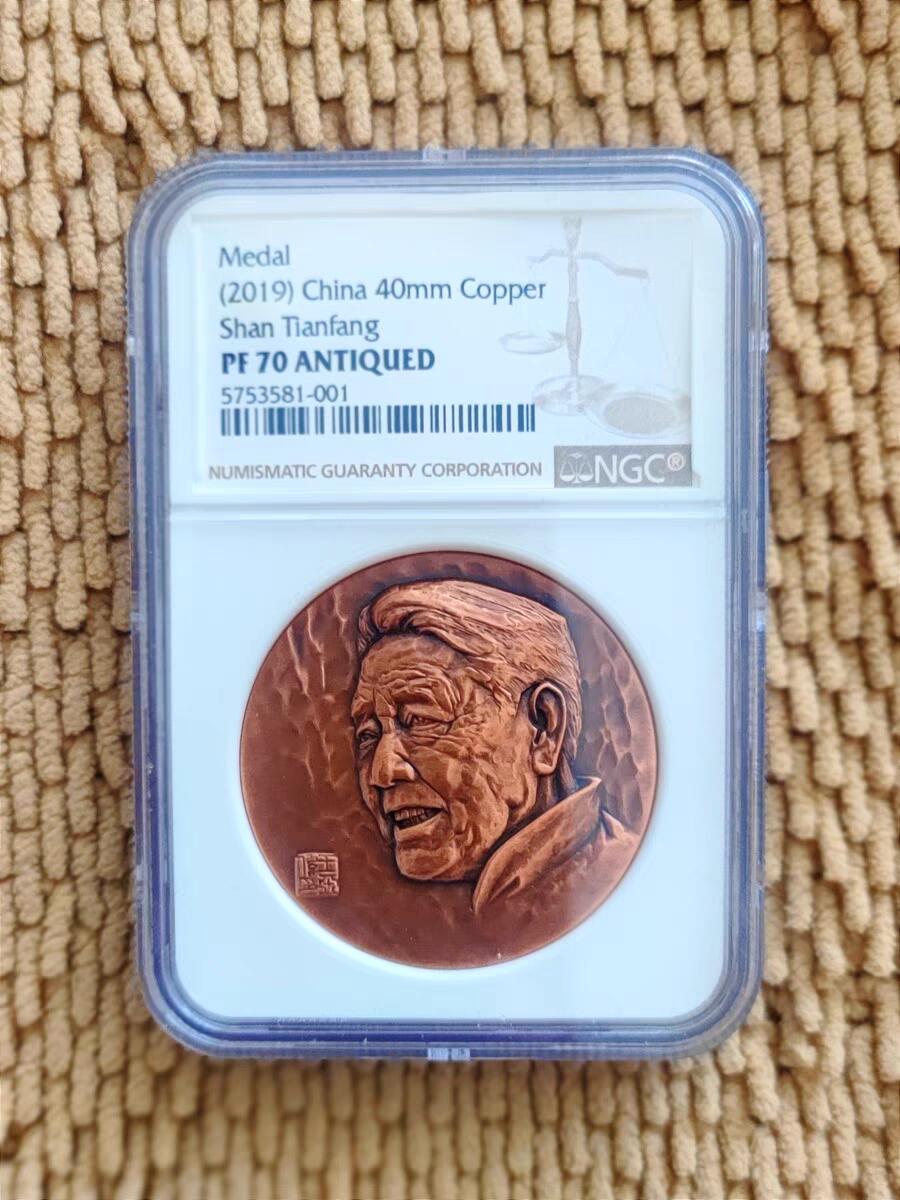 Medal
(2019) China 40mm Copper
Shan Tianfang
PF 70 ANTIQUED
5753581-001
NUMISMATIC GUARANTY CORPORATION
NGC®